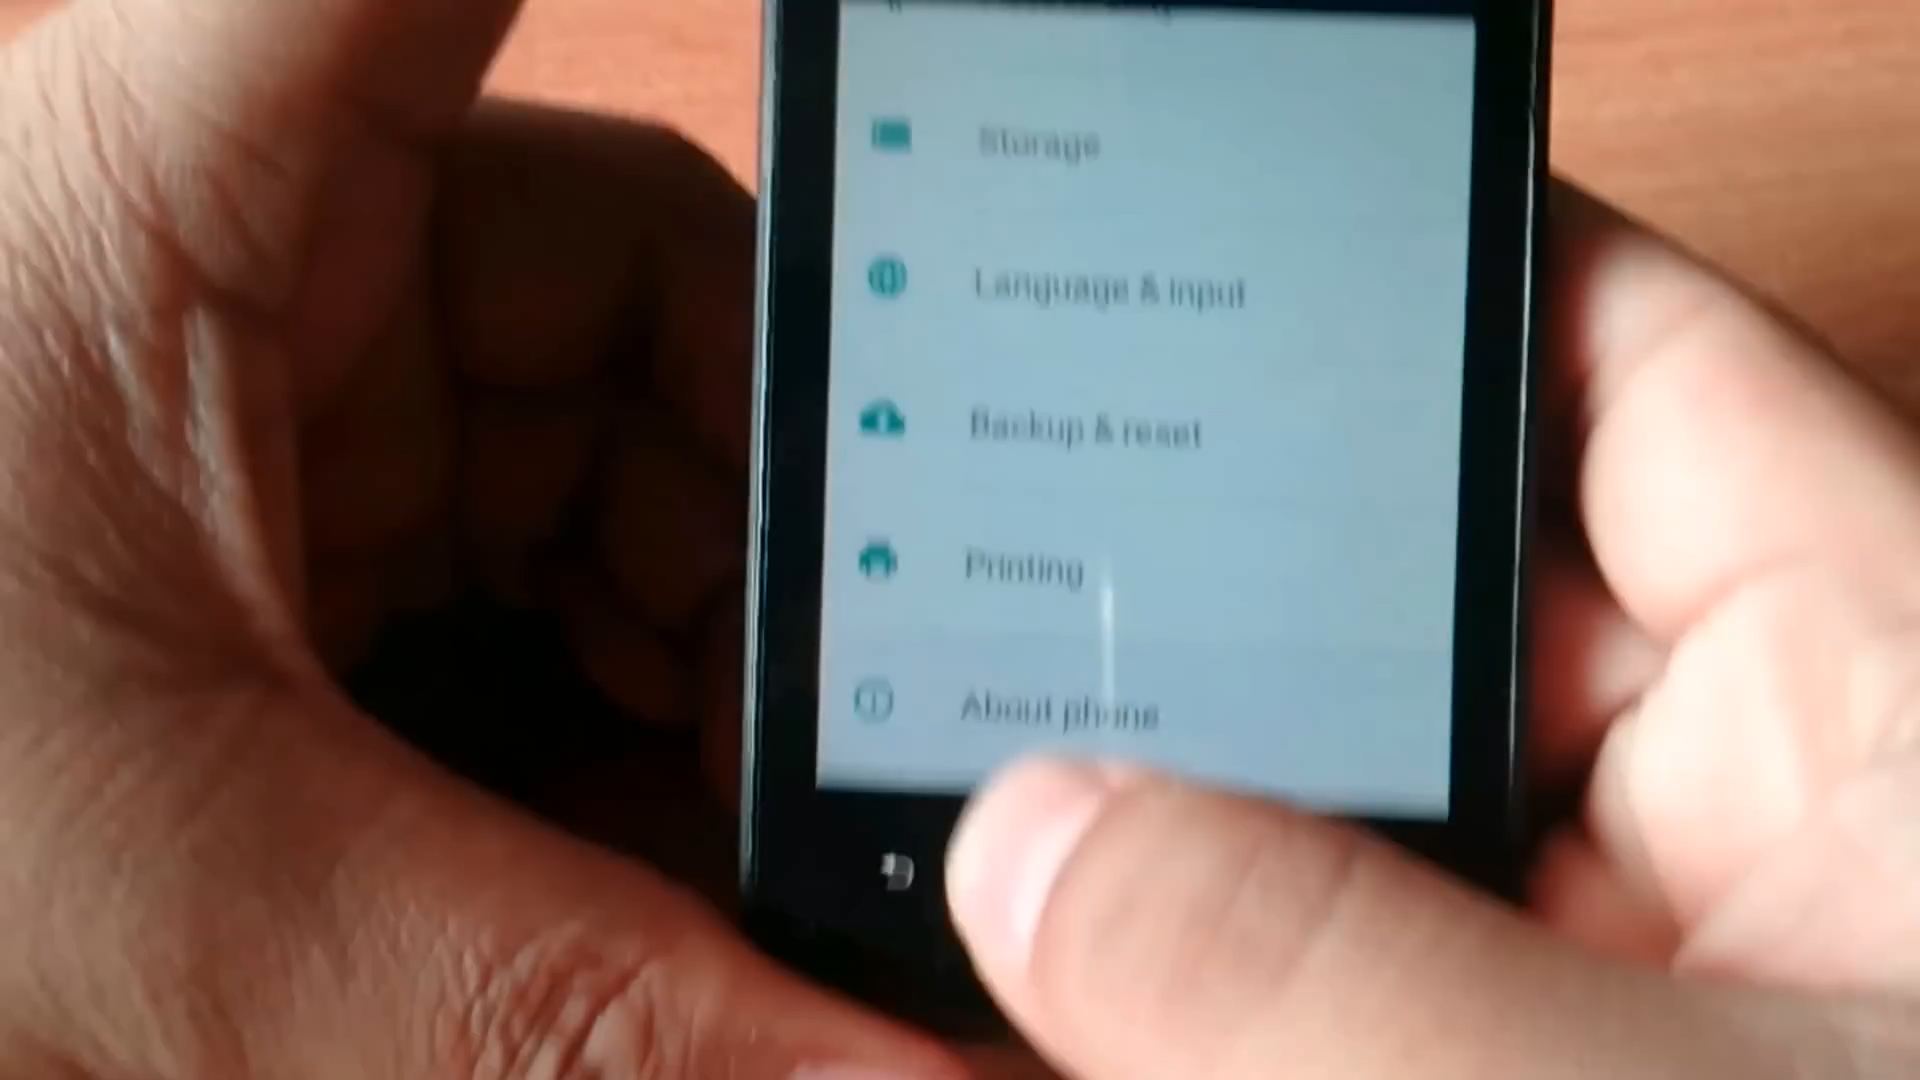 Storage
Language & input
Backup & reset
Printing
About phone